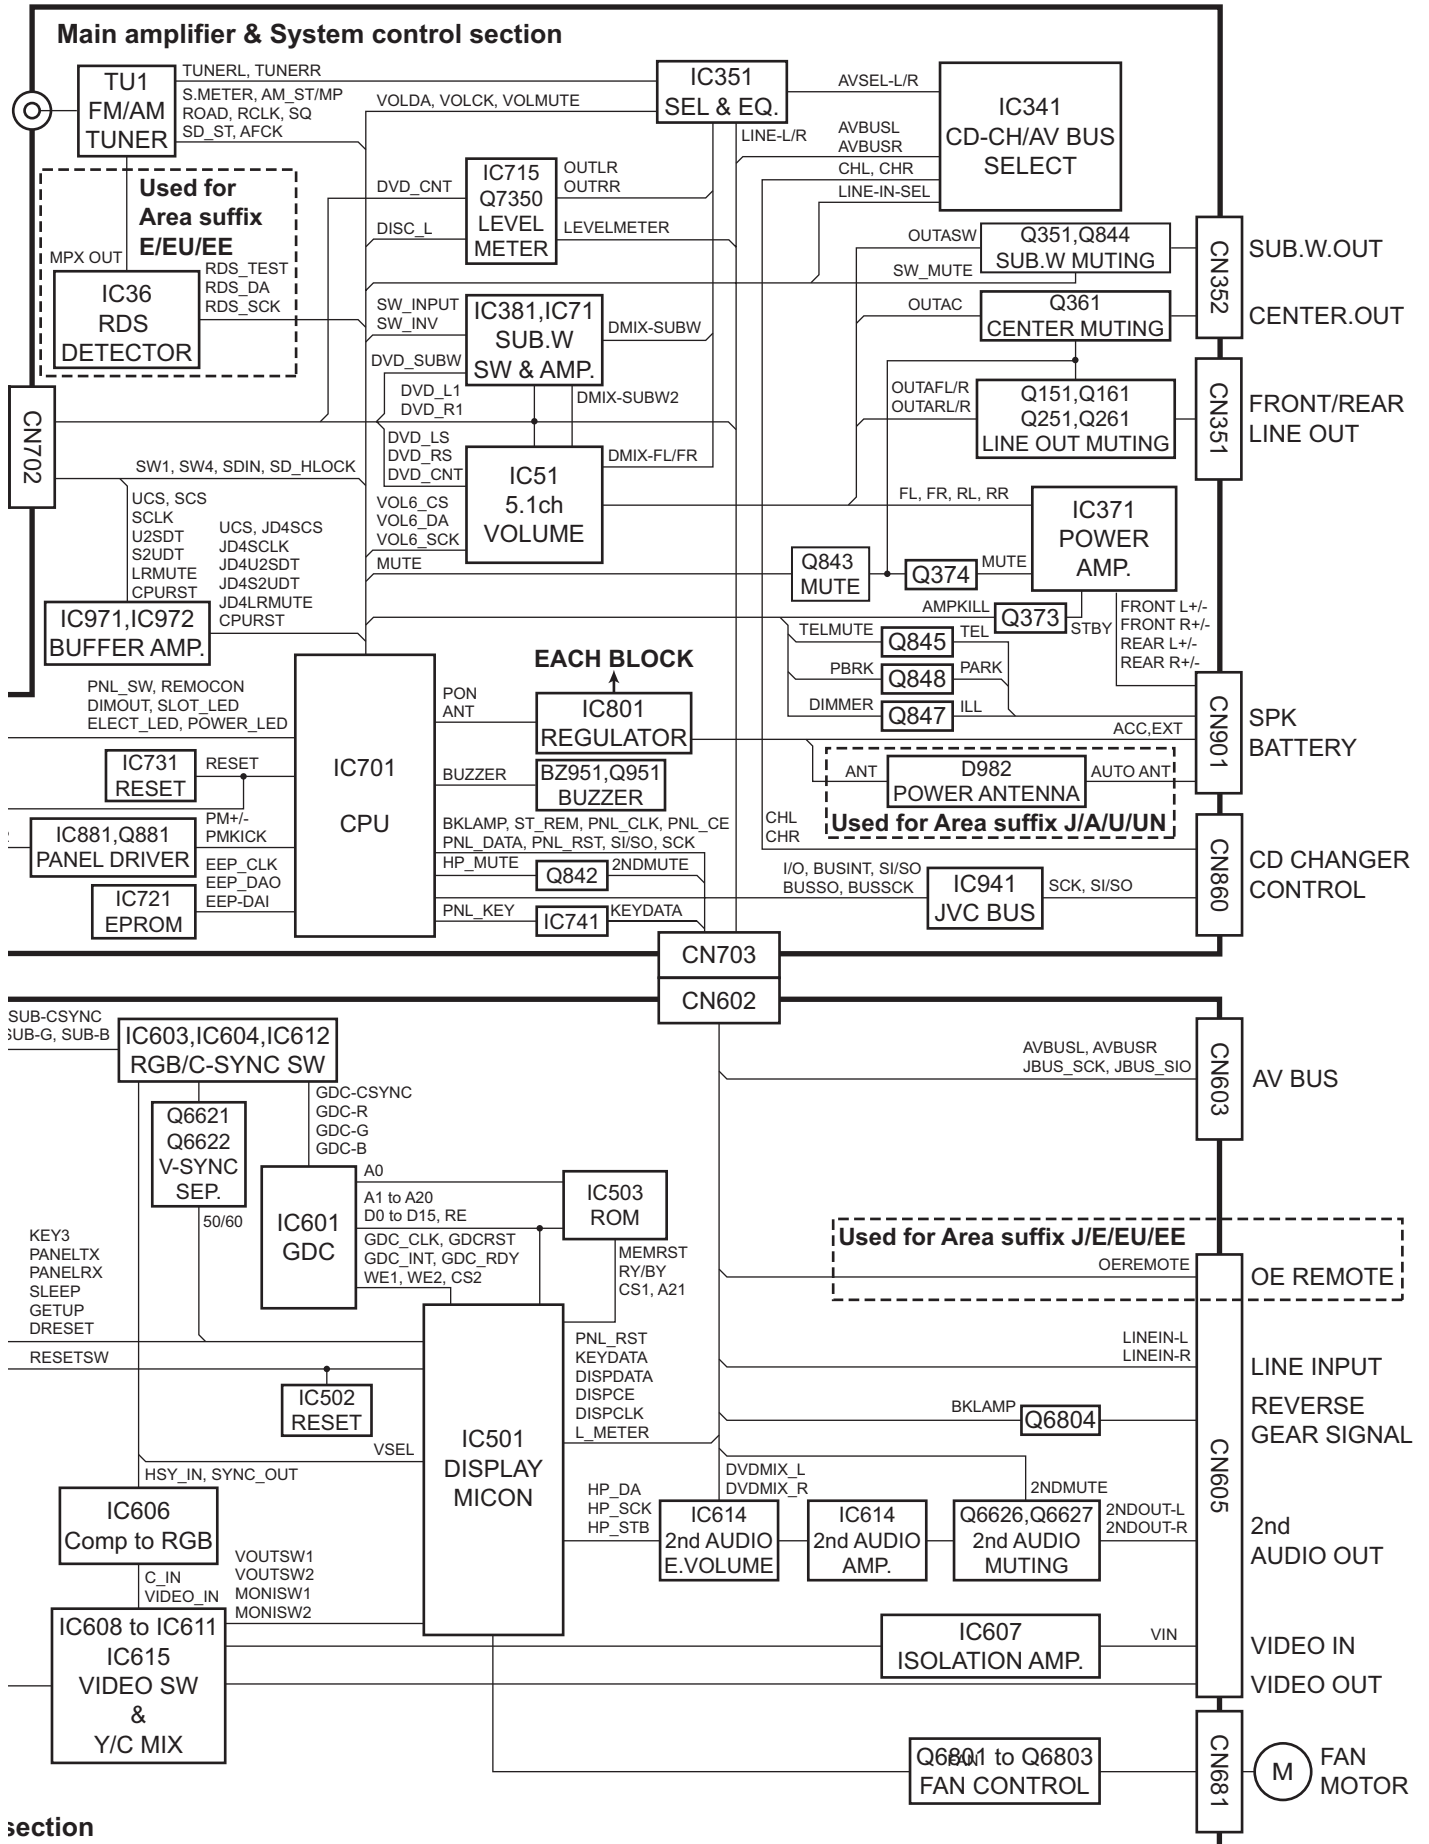 Main amplifier & System control section
TU1
FM/AM
TUNER
TUNERL, TUNERR
S.METER, AM_ST/MP
ROAD, RCLK, SQ
SD_ST, AFCK
VOLDA, VOLCK, VOLMUTE
IC351
SEL & EQ.
AVSEL-L/R
LINE-L/R
AVBUSL
AVBUSR
CHL, CHR
LINE-IN-SEL
IC341
CD-CH/AV BUS
SELECT
Used for
Area suffix
E/EU/EE
MPX OUT
IC36
RDS
DETECTOR
RDS_TEST
RDS_DA
RDS_SCK
DVD_CNT
DISC_L
IC715
Q7350
LEVEL
METER
OUTLR
OUTRR
LEVELMETER
OUTASW
SW_MUTE
Q351,Q844
SUB.W MUTING
CN352
SUB.W.OUT
OUTAC
Q361
CENTER MUTING
CENTER.OUT
SW_INPUT
SW_INV
IC381,IC71
SUB.W
SW & AMP.
DMIX-SUBW
DVD_SUBW
DVD_L1
DVD_R1
DMIX-SUBW2
OUTAFL/R
OUTARL/R
Q151,Q161
Q251,Q261
LINE OUT MUTING
CN351
FRONT/REAR
LINE OUT
CN702
DVD_LS
DVD_RS
DVD_CNT
SW1, SW4, SDIN, SD_HLOCK
IC51
5.1ch
VOLUME
DMIX-FL/FR
VOL6_CS
VOL6_DA
VOL6_SCK
MUTE
FL, FR, RL, RR
IC371
POWER
AMP.
UCS, SCS
SCLK
U2SDT
S2UDT
LRMUTE
CPURST
UCS, JD4SCS
JD4SCLK
JD4U2SDT
JD4S2UDT
JD4LRMUTE
CPURST
IC971,IC972
BUFFER AMP.
Q843
MUTE
Q374
MUTE
AMPKILL
Q373
STBY
FRONT L+/-
FRONT R+/-
REAR L+/-
REAR R+/-
TELMUTE
Q845
TEL
PBRK
Q848
PARK
DIMMER
Q847
ILL
EACH BLOCK
PNL_SW, REMOCON
DIMOUT, SLOT_LED
ELECT_LED, POWER_LED
PON
ANT
IC801
REGULATOR
ACC,EXT
CN901
SPK
BATTERY
IC731
RESET
RESET
IC701
CPU
BUZZER
BZ951,Q951
BUZZER
ANT
D982
POWER ANTENNA
AUTO ANT
Used for Area suffix J/A/U/UN
IC881,Q881
PANEL DRIVER
PM+/-
PMKICK
BKLAMP, ST_REM, PNL_CLK, PNL_CE
PNL_DATA, PNL_RST, SI/SO, SCK
CHL
CHR
HP_MUTE
Q842
2NDMUTE
EEP_CLK
EEP_DAO
EEP-DAI
IC721
EPROM
PNL_KEY
IC741
KEYDATA
I/O, BUSINT, SI/SO
BUSSO, BUSSCK
IC941
JVC BUS
SCK, SI/SO
CN860
CD CHANGER
CONTROL
CN703
CN602
SUB-CSYNC
SUB-G, SUB-B
IC603,IC604,IC612
RGB/C-SYNC SW
AVBUSL, AVBUSR
JBUS_SCK, JBUS_SIO
CN603
AV BUS
Q6621
Q6622
V-SYNC
SEP.
GDC-CSYNC
GDC-R
GDC-G
GDC-B
50/60
IC601
GDC
A0
A1 to A20
D0 to D15, RE
GDC_CLK, GDCRST
GDC_INT, GDC_RDY
WE1, WE2, CS2
IC503
ROM
MEMRST
RY/BY
CS1, A21
Used for Area suffix J/E/EU/EE
OEREMOTE
OE REMOTE
KEY3
PANELTX
PANELRX
SLEEP
GETUP
DRESET
RESETSW
IC502
RESET
IC501
DISPLAY
MICON
PNL_RST
KEYDATA
DISPDATA
DISPCE
DISPCLK
L_METER
LINEIN-L
LINEIN-R
LINE INPUT
BKLAMP
Q6804
REVERSE
GEAR SIGNAL
CN605
VSEL
HSY_IN, SYNC_OUT
IC606
Comp to RGB
DVDMIX_L
DVDMIX_R
HP_DA
HP_SCK
HP_STB
IC614
2nd AUDIO
E.VOLUME
IC614
2nd AUDIO
AMP.
2NDMUTE
Q6626,Q6627
2nd AUDIO
MUTING
2NDOUT-L
2NDOUT-R
2nd
AUDIO OUT
C_IN
VIDEO_IN
VOUTSW1
VOUTSW2
MONISW1
MONISW2
IC608 to IC611
IC615
VIDEO SW
&
Y/C MIX
IC607
ISOLATION AMP.
VIN
VIDEO IN
VIDEO OUT
Q6801 to Q6803
FAN
FAN CONTROL
CN681
M
FAN
MOTOR
section